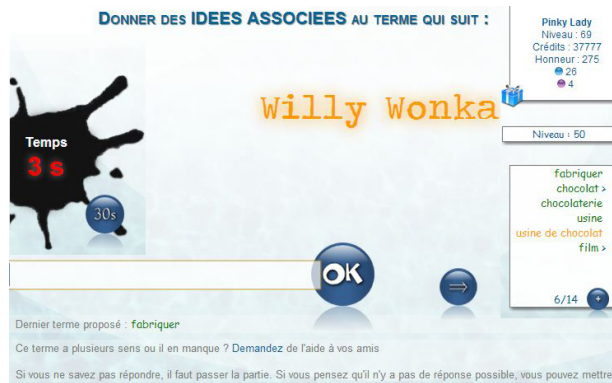 DONNER DES IDEES ASSOCIEES AU TERME QUI SUIT :
Pinky Lady
Niveau : 69
Crédits : 37777
Honneur : 275
26
4
Willy Wonka
Niveau : 50
Temps
3 s
30s
fabriquer
chocolat >
chocolaterie
usine
usine de chocolat
film >
6/14 +
OK
⇒
Dernier terme proposé : fabriquer
Ce terme a plusieurs sens ou il en manque ? Demandez de l'aide à vos amis
Si vous ne savez pas répondre, il faut passer la partie. Si vous pensez qu'il n'y a pas de réponse possible, vous pouvez mettre